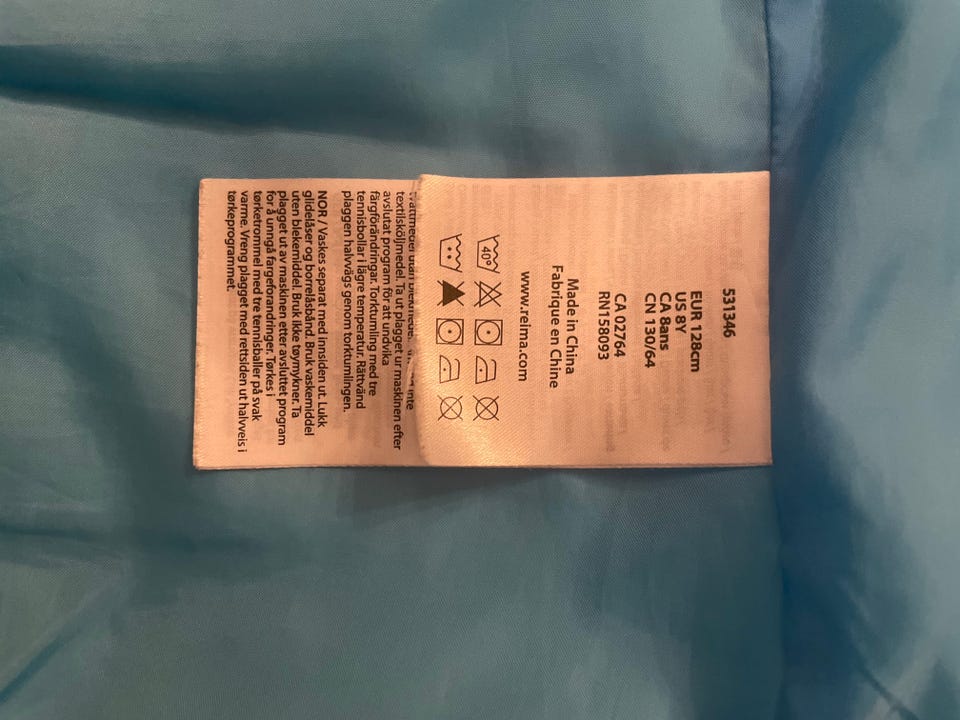 531346
EUR 128cm
US 8Y
CA 8ans
CN 130/64
CA 02764
RN158093
Made in China
Fabrique en Chine
www.reima.com
40°
inte
textilsköljmedel. Ta ut plagget ur maskinen efter
avslutat program för att undvika
färgförändringar. Torktumling med tre
tennisbollar i lägre temperatur. Rättvänd
plaggen halvvägs genom torktumlingen.
NOR / Vaskes separat med innsiden ut. Lukk
glidelåser og borrelåsbånd. Bruk vaskemiddel
uten blekemiddel. Bruk ikke tøymykner. Ta
plagget ut av maskinen etter avsluttet program
for å unngå fargeforandringer. Tørkes i
tørketrommel med tre tennisballer på svak
varme. Vreng plagget med rettsiden ut halvveis i
tørkeprogrammet.